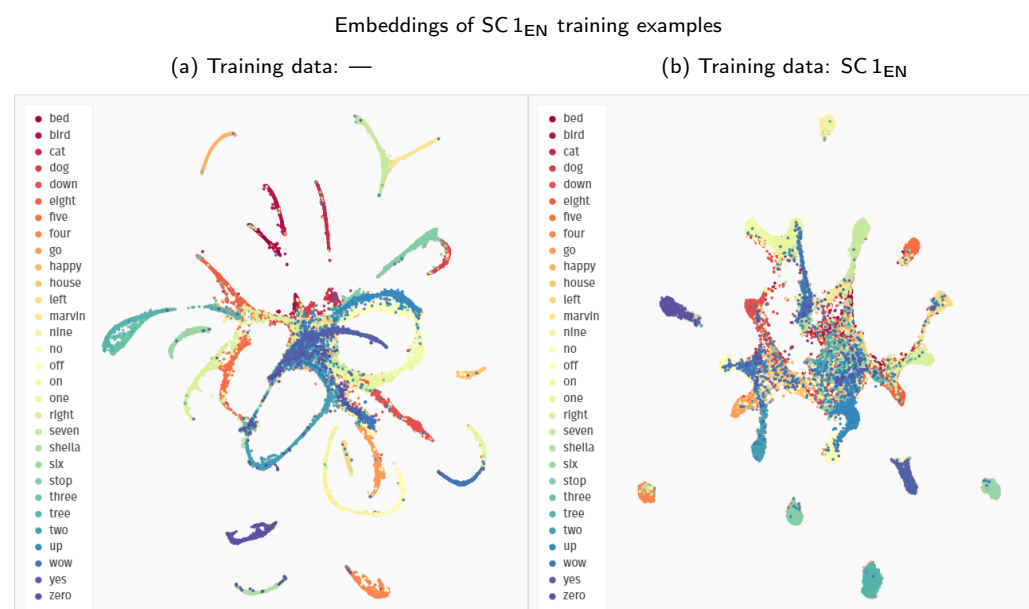 Embeddings of SC 1EN training examples
(a) Training data: —
(b) Training data: SC 1EN
bed
bird
cat
dog
down
eight
five
four
go
happy
house
left
marvin
nine
no
off
on
one
right
seven
sheila
six
stop
three
tree
two
up
wow
yes
zero
bed
bird
cat
dog
down
eight
five
four
go
happy
house
left
marvin
nine
no
off
on
one
right
seven
sheila
six
stop
three
tree
two
up
wow
yes
zero